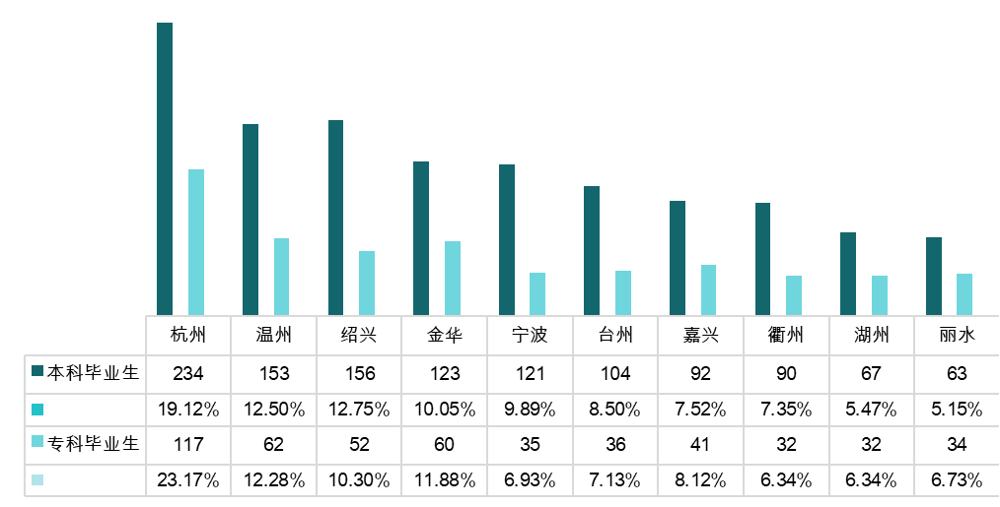 杭州 温州 绍兴 金华 宁波 台州 嘉兴 衢州 湖州 丽水
本科毕业生 234 153 156 123 121 104 92 90 67 63
19.12% 12.50% 12.75% 10.05% 9.89% 8.50% 7.52% 7.35% 5.47% 5.15%
专科毕业生 117 62 52 60 35 36 41 32 32 34
23.17% 12.28% 10.30% 11.88% 6.93% 7.13% 8.12% 6.34% 6.34% 6.73%